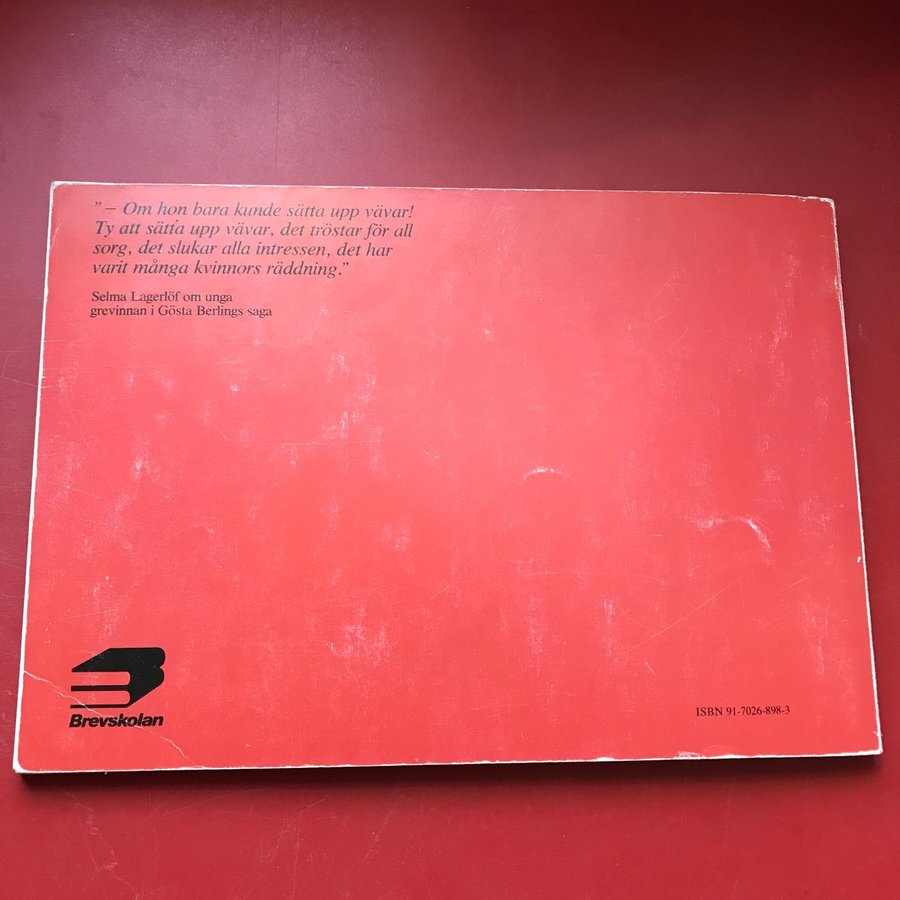 ”– Om hon bara kunde sätta upp vävar!
Ty att sätta upp vävar, det tröstar för all
sorg, det slukar alla intressen, det har
varit många kvinnors räddning.”
Selma Lagerlöf om unga
grevinnan i Gösta Berlings saga
Brevskolan
ISBN 91-7026-898-3